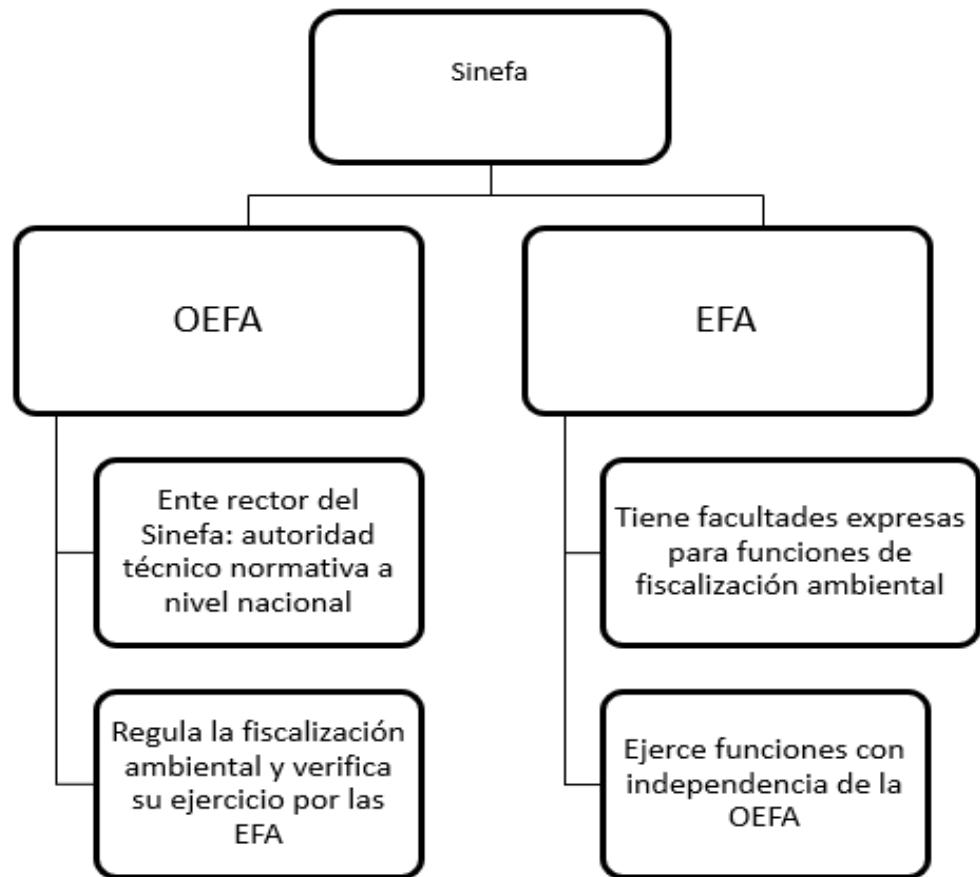 Sinefa
OEFA
EFA
Ente rector del
Sinefa: autoridad
técnico normativa a
nivel nacional
Tiene facultades expresas
para funciones de
fiscalización ambiental
Regula la fiscalización
ambiental y verifica
su ejercicio por las
EFA
Ejerce funciones con
independencia de la
OEFA